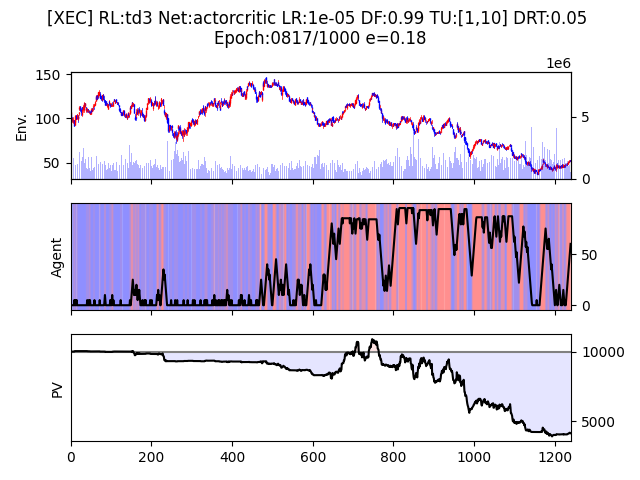 [XEC] RL:td3 Net:actorcritic LR:1e-05 DF:0.99 TU:[1,10] DRT:0.05
Epoch:0817/1000 e=0.18
1e6
150
100
50
Env.
5
0
Agent
50
0
PV
10000
5000
0 200 400 600 800 1000 1200